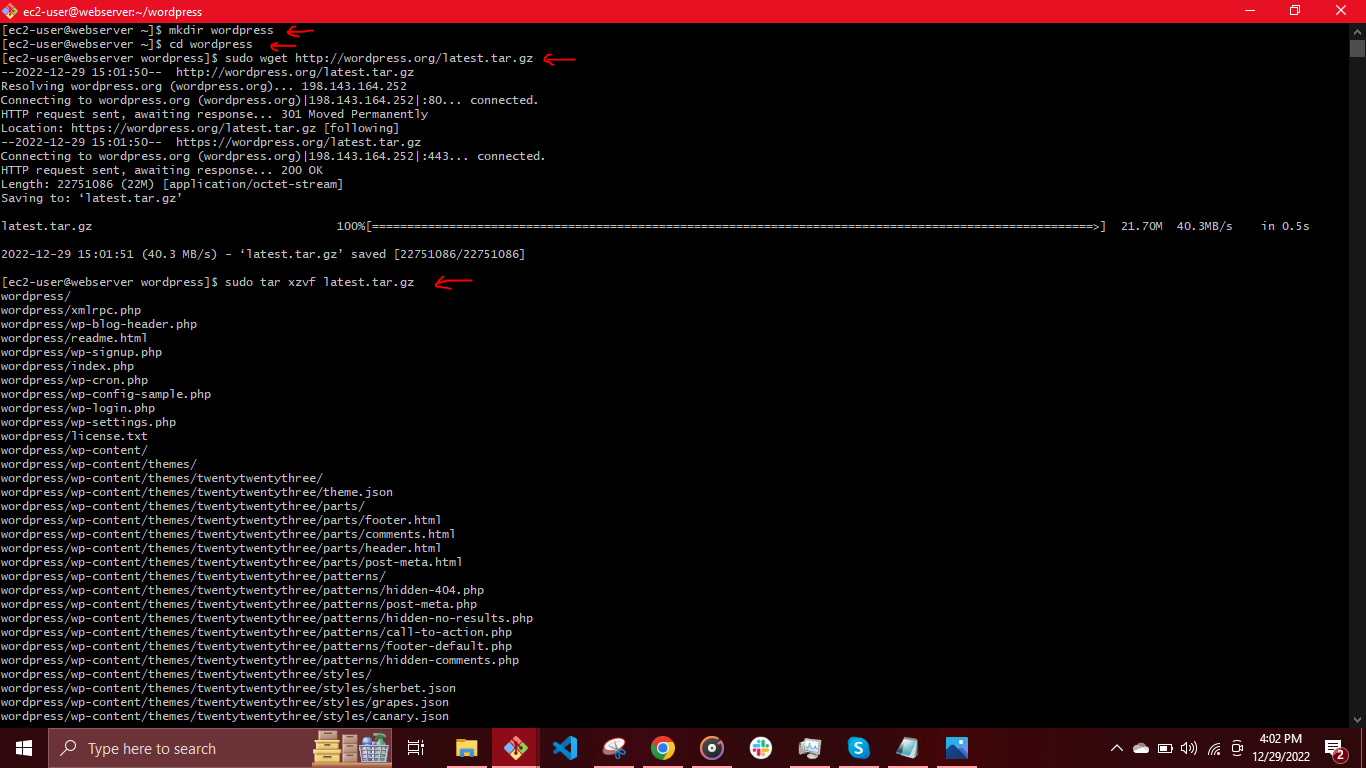 ec2-user@webserver:~/wordpress
[ec2-user@webserver ~]$ mkdir wordpress
[ec2-user@webserver ~]$ cd wordpress
[ec2-user@webserver wordpress]$ sudo wget http://wordpress.org/latest.tar.gz
--2022-12-29 15:01:50--  http://wordpress.org/latest.tar.gz
Resolving wordpress.org (wordpress.org)... 198.143.164.252
Connecting to wordpress.org (wordpress.org)|198.143.164.252|:80... connected.
HTTP request sent, awaiting response... 301 Moved Permanently
Location: https://wordpress.org/latest.tar.gz [following]
--2022-12-29 15:01:50--  https://wordpress.org/latest.tar.gz
Connecting to wordpress.org (wordpress.org)|198.143.164.252|:443... connected.
HTTP request sent, awaiting response... 200 OK
Length: 22751086 (22M) [application/octet-stream]
Saving to: ‘latest.tar.gz’
latest.tar.gz 100%[=======================================================================================================>] 21.70M 40.3MB/s in 0.5s
2022-12-29 15:01:51 (40.3 MB/s) - ‘latest.tar.gz’ saved [22751086/22751086]
[ec2-user@webserver wordpress]$ sudo tar xzvf latest.tar.gz
wordpress/
wordpress/xmlrpc.php
wordpress/wp-blog-header.php
wordpress/readme.html
wordpress/wp-signup.php
wordpress/index.php
wordpress/wp-cron.php
wordpress/wp-config-sample.php
wordpress/wp-login.php
wordpress/wp-settings.php
wordpress/license.txt
wordpress/wp-content/
wordpress/wp-content/themes/
wordpress/wp-content/themes/twentytwentythree/
wordpress/wp-content/themes/twentytwentythree/theme.json
wordpress/wp-content/themes/twentytwentythree/parts/
wordpress/wp-content/themes/twentytwentythree/parts/footer.html
wordpress/wp-content/themes/twentytwentythree/parts/comments.html
wordpress/wp-content/themes/twentytwentythree/parts/header.html
wordpress/wp-content/themes/twentytwentythree/parts/post-meta.html
wordpress/wp-content/themes/twentytwentythree/patterns/
wordpress/wp-content/themes/twentytwentythree/patterns/hidden-404.php
wordpress/wp-content/themes/twentytwentythree/patterns/post-meta.php
wordpress/wp-content/themes/twentytwentythree/patterns/hidden-no-results.php
wordpress/wp-content/themes/twentytwentythree/patterns/call-to-action.php
wordpress/wp-content/themes/twentytwentythree/patterns/footer-default.php
wordpress/wp-content/themes/twentytwentythree/patterns/hidden-comments.php
wordpress/wp-content/themes/twentytwentythree/styles/
wordpress/wp-content/themes/twentytwentythree/styles/sherbet.json
wordpress/wp-content/themes/twentytwentythree/styles/grapes.json
wordpress/wp-content/themes/twentytwentythree/styles/canary.json
Type here to search
4:02 PM
12/29/2022
2